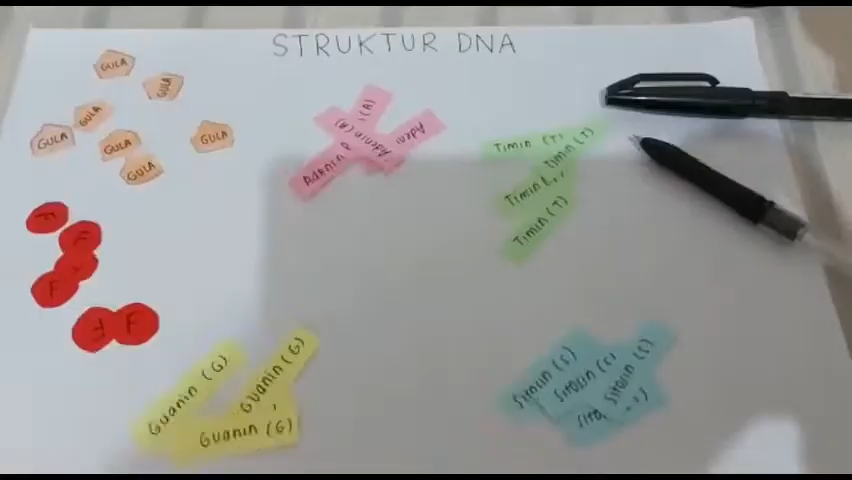 STRUKTUR DNA
GULA
GULA
GULA
GULA
GULA
GULA
GULA
Adenin (A)
Timin (T)
Timin (T)
Timin
Timin (T)
F
F
F
F
F
Guanin (G)
Guanin (G)
Guanin (G)
Sitosin (S)
Sitosin (S)
Sitosin (S)